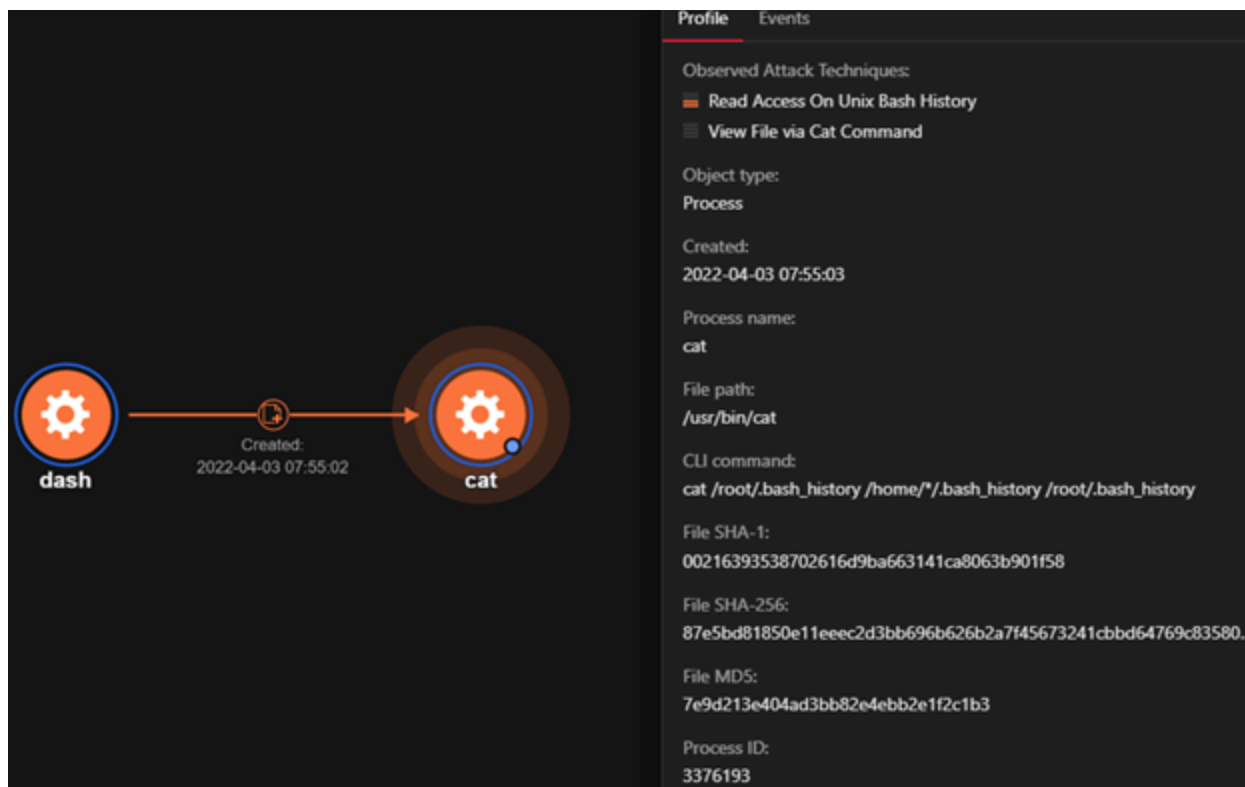 Profile Events
Observed Attack Techniques:
Read Access On Unix Bash History
View File via Cat Command
Object type:
Process
Created:
2022-04-03 07:55:03
Process name:
cat
File path:
/usr/bin/cat
CLI command:
cat /root/.bash_history /home/*/.bash_history /root/.bash_history
File SHA-1:
00216393538702616d9ba663141ca8063b901f58
File SHA-256:
87e5bd81850e11eeec2d3bb696b626b2a7f45673241cbbd64769c83580.
File MD5:
7e9d213e404ad3bb82e4ebb2e1f2c1b3
Process ID:
3376193
dash
Created:
2022-04-03 07:55:02
cat